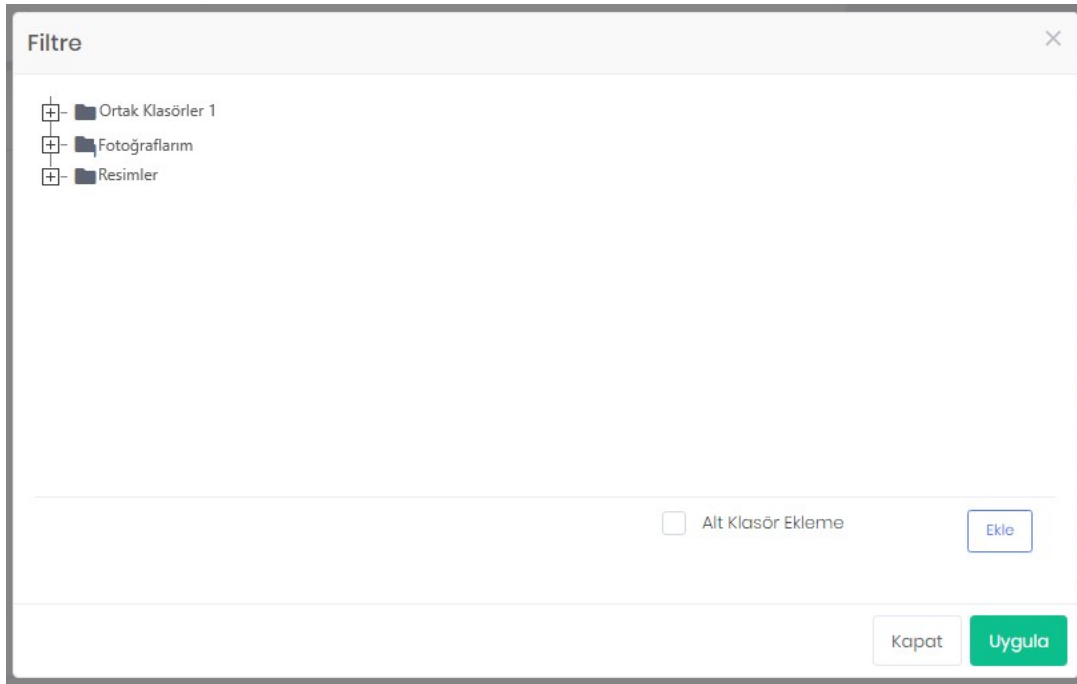 Filtre
Ortak Klasörler 1
Fotoğraflarım
Resimler
Alt Klasör Ekleme
Ekle
Kapat
Uygula